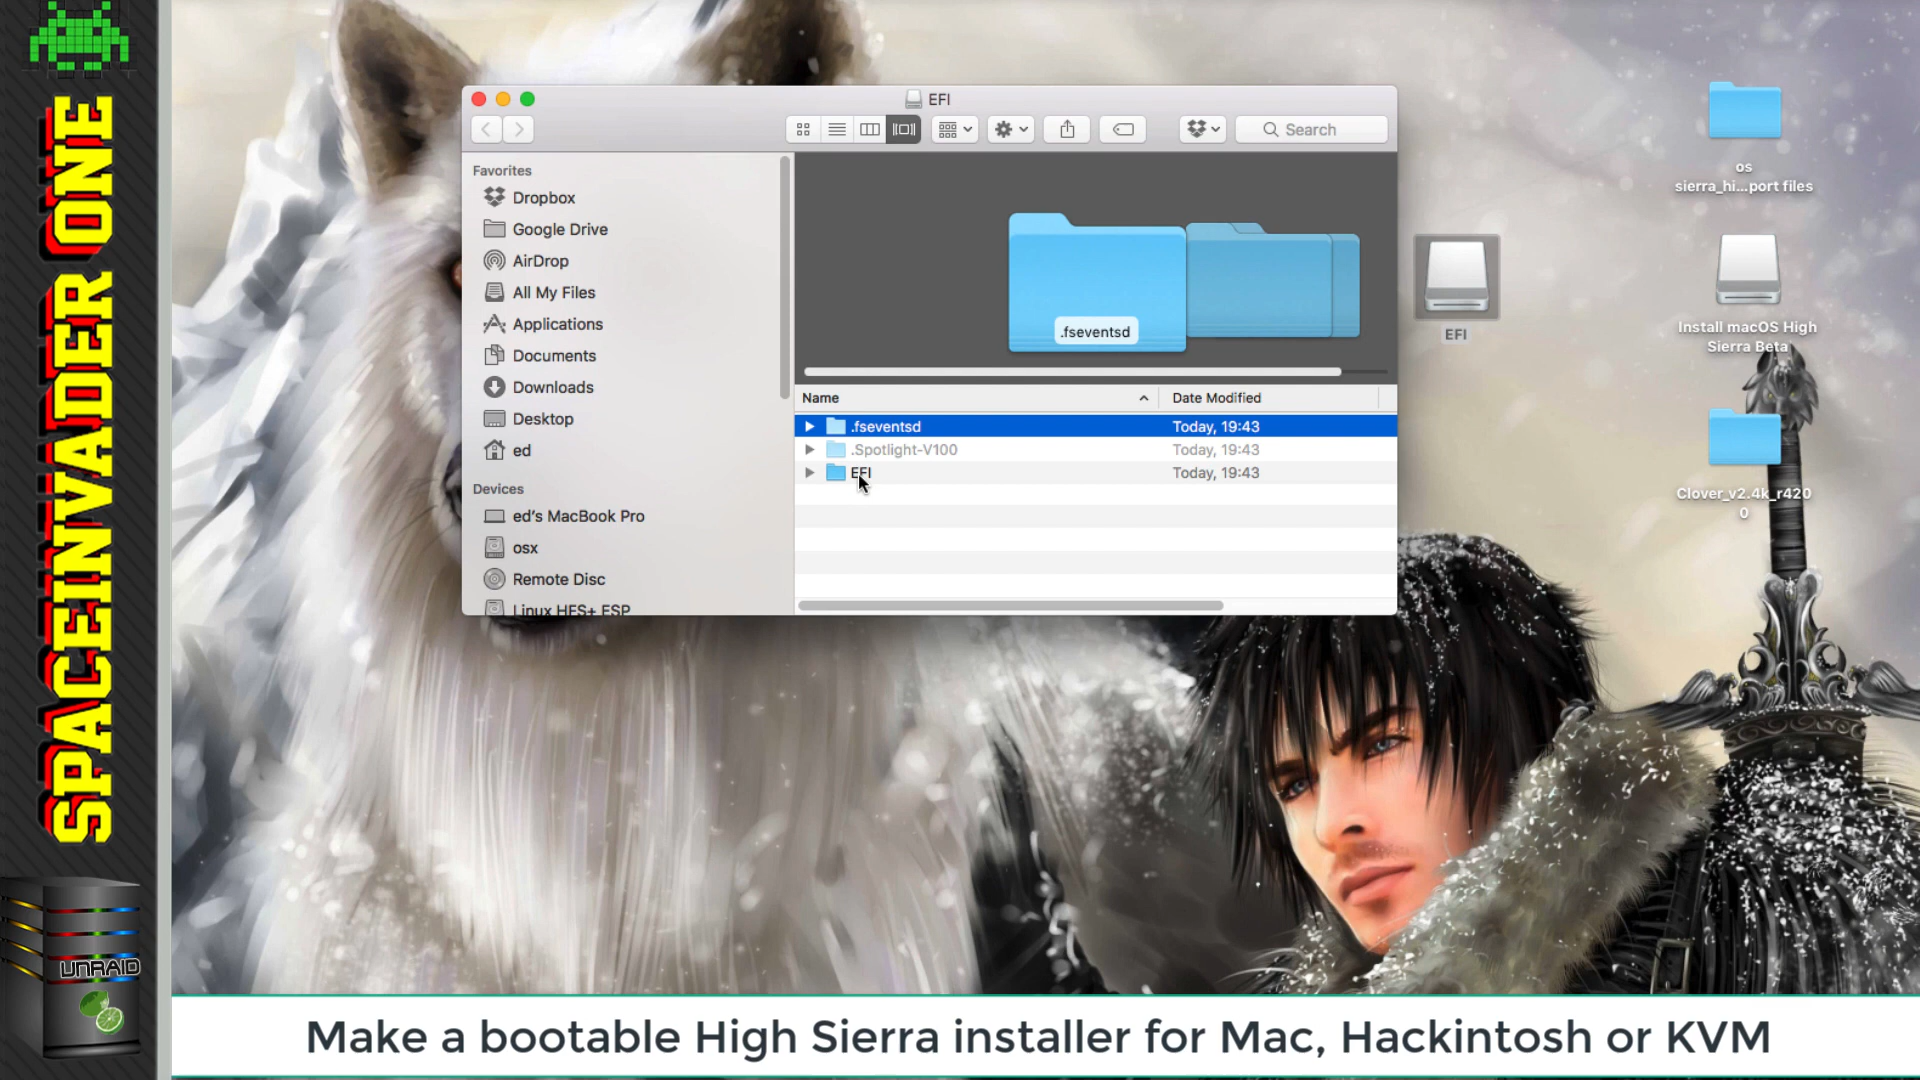 SPACEINVADER ONE
EFI
Search
Favorites
Dropbox
Google Drive
AirDrop
All My Files
Applications
Documents
Downloads
Desktop
ed
Devices
ed's MacBook Pro
osx
Remote Disc
Linux HFS+ ESP
.fseventsd
Name
Date Modified
.fseventsd Today, 19:43
.Spotlight-V100 Today, 19:43
EFI Today, 19:43
EFI
os
sierra_hi...port files
Install macOS High
Sierra Beta
Clover_v2.4k_r420
0
UNRAID
Make a bootable High Sierra installer for Mac, Hackintosh or KVM